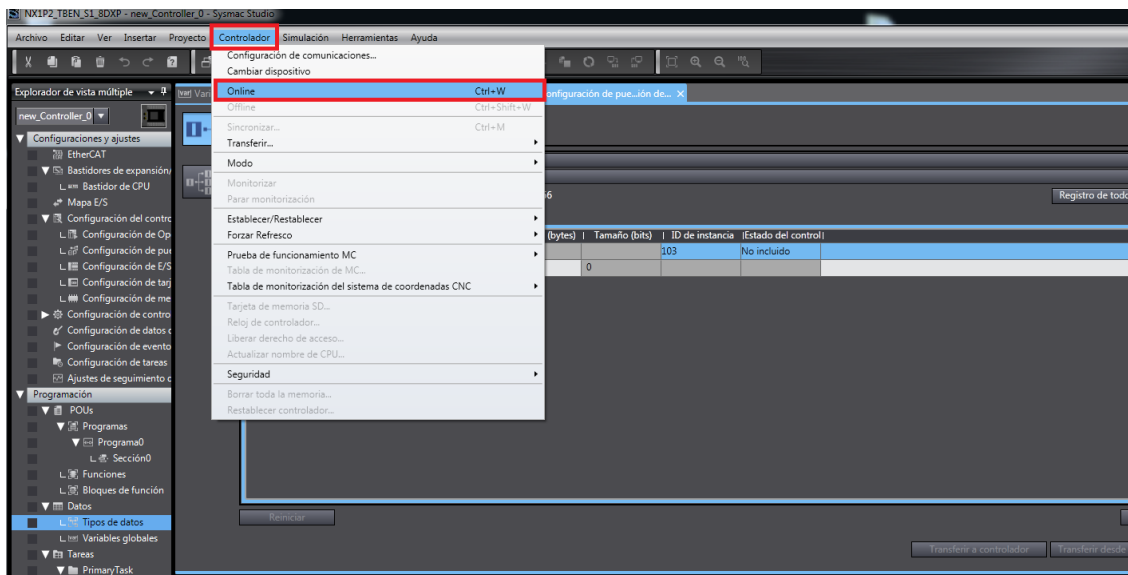 NX1P2_TBEN_S1_8DXP - new_Controller_0 - Sysmac Studio
Archivo Editar Ver Insertar Proyecto Controlador Simulación Herramientas Ayuda
Configuración de comunicaciones...
Cambiar dispositivo
Online Ctrl+W
Offline Ctrl+Shift+W
Sincronizar... Ctrl+M
Transferir...
Modo
Monitorizar
Parar monitorización
Establecer/Restablecer
Forzar Refresco
Prueba de funcionamiento MC
Tabla de monitorización de MC...
Tabla de monitorización del sistema de coordenadas CNC
Tarjeta de memoria SD...
Reloj de controlador...
Liberar derecho de acceso...
Actualizar nombre de CPU...
Seguridad
Borrar toda la memoria...
Restablecer controlador...
Explorador de vista múltiple
new_Controller_0
Configuraciones y ajustes
EtherCAT
Bastidores de expansión/
Bastidor de CPU
Mapa E/S
Configuración del contro
Configuración de Op
Configuración de pue
Configuración de E/S
Configuración de tarj
Configuración de me
Configuración de contro
Configuración de datos c
Configuración de evento
Configuración de tareas
Ajustes de seguimiento d
Programación
POUs
Programas
Programa0
Sección0
Funciones
Bloques de función
Datos
Tipos de datos
Variables globales
Tareas
PrimaryTask
Vari
onfiguración de pue...ión de... X
Registro de todo
(bytes) | Tamaño (bits) | ID de instancia |Estado del control|
103 No incluido
0
Reiniciar
Transferir a controlador Transferir desde